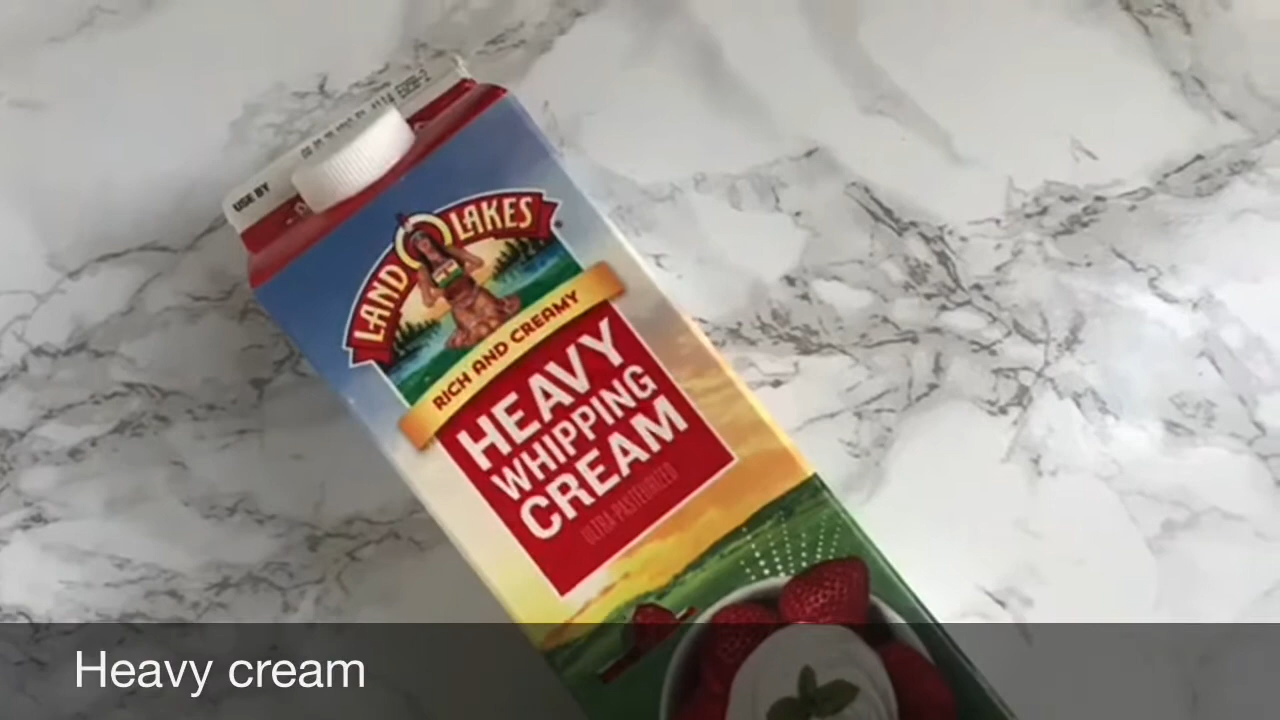 USE BY
LAND O LAKES
RICH AND CREAMY
HEAVY
WHIPPING
CREAM
ULTRA-PASTEURIZED
Heavy cream